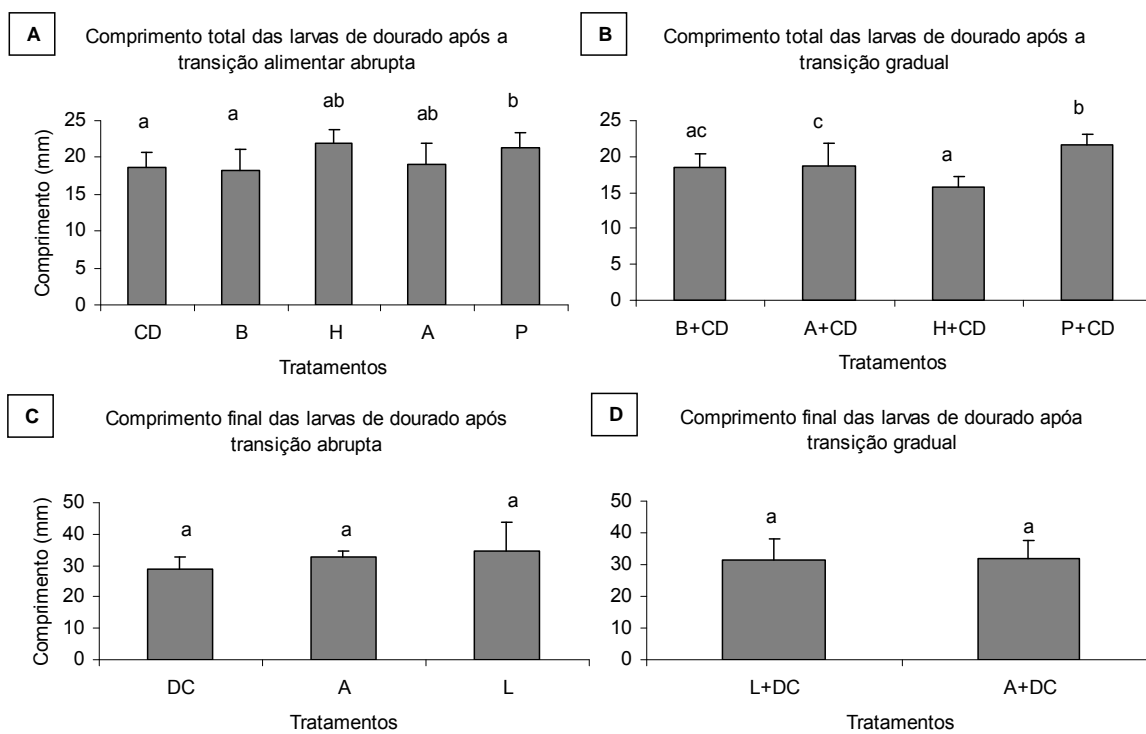 A
Comprimento total das larvas de dourado após a
transição alimentar abrupta
Comprimento (mm)
25
20
15
10
5
0
a
a
ab
ab
b
CD
B
H
A
P
Tratamentos
B
Comprimento total das larvas de dourado após a
transição gradual
25
20
15
10
5
0
ac
c
a
b
B+CD
A+CD
H+CD
P+CD
Tratamentos
C
Comprimento final das larvas de dourado após
transição abrupta
Comprimento (mm)
50
40
30
20
10
0
a
a
a
DC
A
L
Tratamentos
D
Comprimento final das larvas de dourado apóa
transição gradual
50
40
30
20
10
0
a
a
L+DC
A+DC
Tratamentos